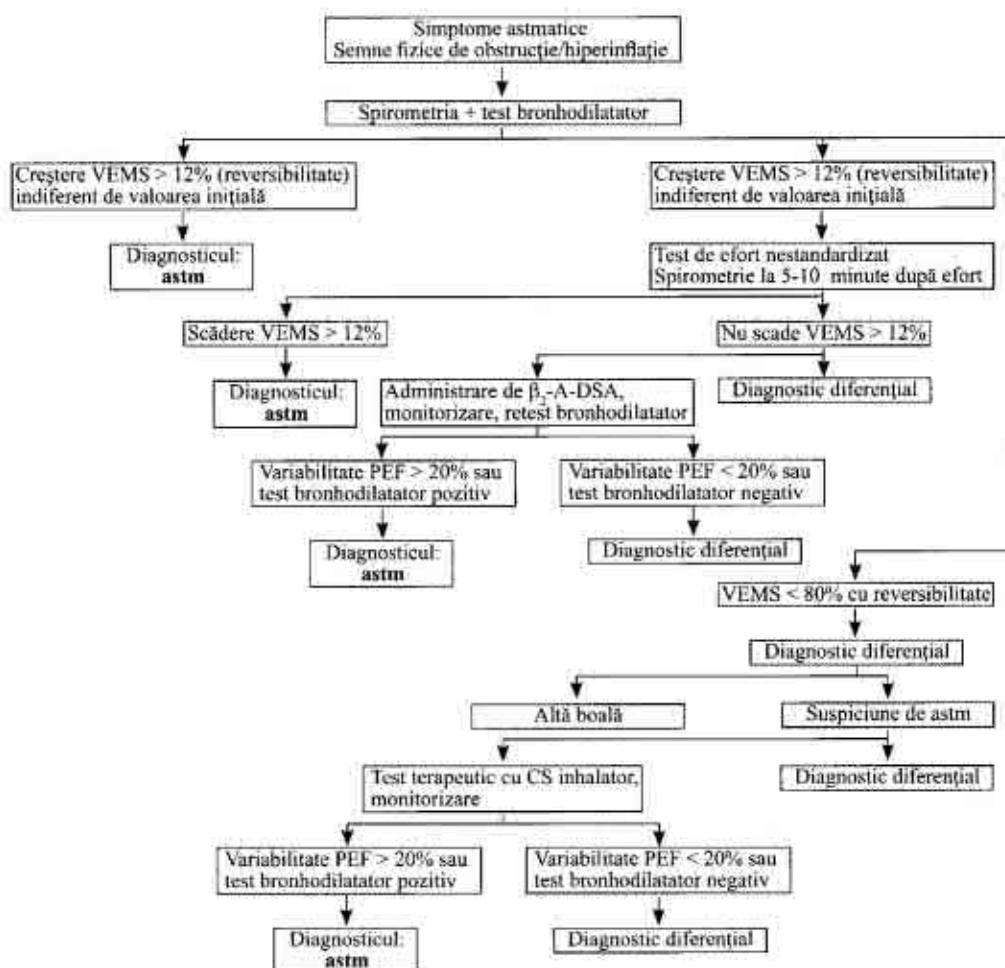 Simptome astmatice
Semne fizice de obstrucție/hiperinflație
Spirometria + test bronhodilatator
Creștere VEMS > 12% (reversibilitate)
indiferent de valoarea inițială
Creștere VEMS > 12% (reversibilitate)
indiferent de valoarea inițială
Diagnosticul:
astm
Test de efort nestandardizat
Spirometrie la 5-10 minute după efort
Scădere VEMS > 12%
Nu scade VEMS > 12%
Diagnosticul:
astm
Administrare de β₂-A-DSA,
monitorizare, retest bronhodilatator
Diagnostic diferențial
Variabilitate PEF > 20% sau
test bronhodilatator pozitiv
Variabilitate PEF < 20% sau
test bronhodilatator negativ
Diagnosticul:
astm
Diagnostic diferențial
VEMS < 80% cu reversibilitate
Diagnostic diferențial
Altă boală
Suspiciune de astm
Test terapeutic cu CS inhalator,
monitorizare
Diagnostic diferențial
Variabilitate PEF > 20% sau
test bronhodilatator pozitiv
Variabilitate PEF < 20% sau
test bronhodilatator negativ
Diagnosticul:
astm
Diagnostic diferențial